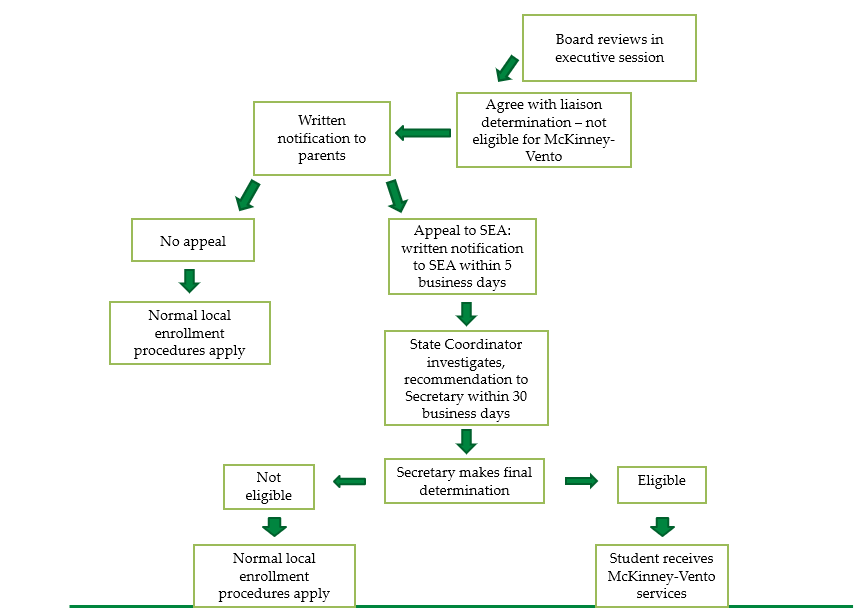 Board reviews in
executive session
Agree with liaison
determination – not
eligible for McKinney-
Vento
Written
notification to
parents
No appeal
Appeal to SEA:
written notification
to SEA within 5
business days
Normal local
enrollment
procedures apply
State Coordinator
investigates,
recommendation to
Secretary within 30
business days
Not
eligible
Secretary makes final
determination
Eligible
Normal local
enrollment
procedures apply
Student receives
McKinney-Vento
services